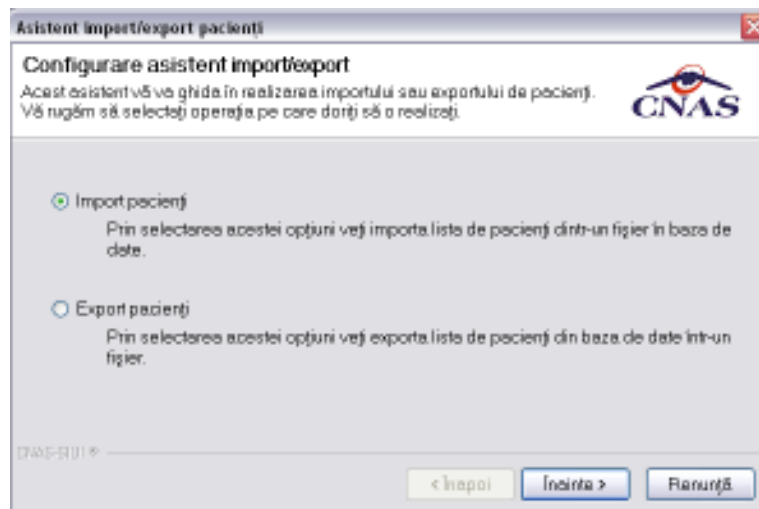 Asistent import/export pacienți
Configurare asistent import/export
Acest asistent vă va ghida în realizarea importului sau exportului de pacienți.
Vă rugăm să selectați operația pe care doriți să o realizați.
CNAS
Import pacienți
Prin selectarea acestei opțiuni veți importa lista de pacienți dintr-un fișier în baza de
date.
Export pacienți
Prin selectarea acestei opțiuni veți exporta lista de pacienți din baza de date într-un
fișier.
CNAS-SIUI ®
< Înapoi
Înainte >
Renunță